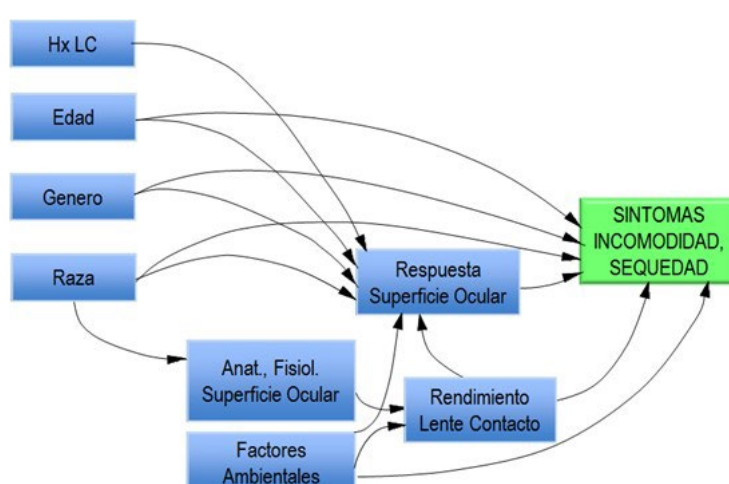 Hx LC
Edad
Genero
Raza
SINTOMAS
INCOMODIDAD,
SEQUEDAD
Respuesta
Superficie Ocular
Anat., Fisiol.
Superficie Ocular
Rendimiento
Lente Contacto
Factores
Ambientales